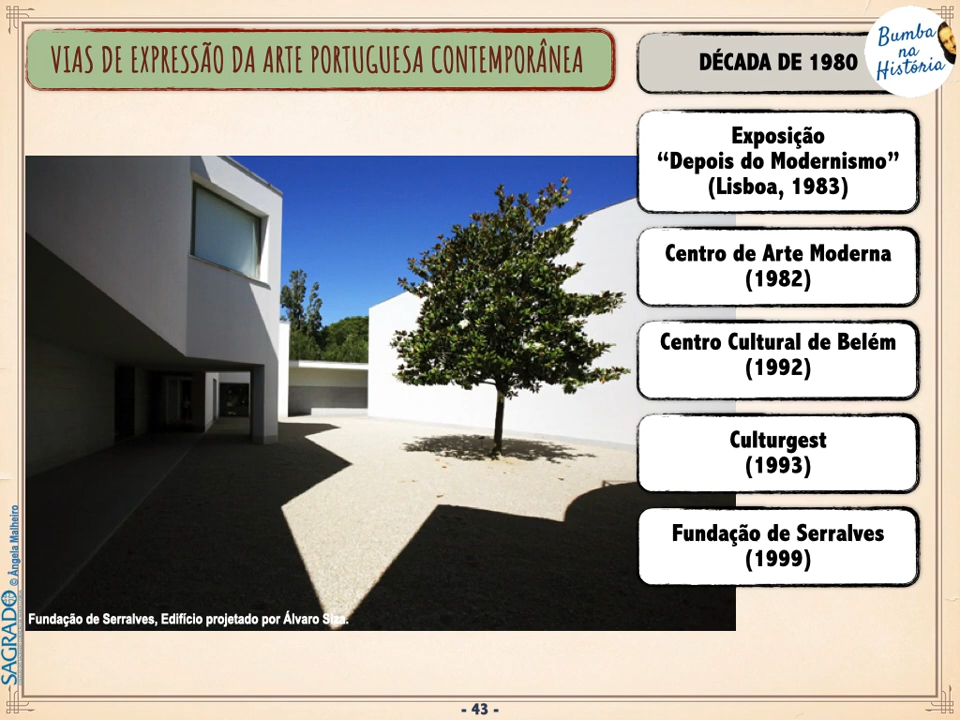 VIAS DE EXPRESSÃO DA ARTE PORTUGUESA CONTEMPORÂNEA
DÉCADA DE 1980
Bumba
na
História
Exposição
“Depois do Modernismo”
(Lisboa, 1983)
Centro de Arte Moderna
(1982)
Centro Cultural de Belém
(1992)
Culturgest
(1993)
Fundação de Serralves
(1999)
Fundação de Serralves, Edifício projetado por Álvaro Siza.
SAGRADO
© Ângela Malheiro
- 43 -